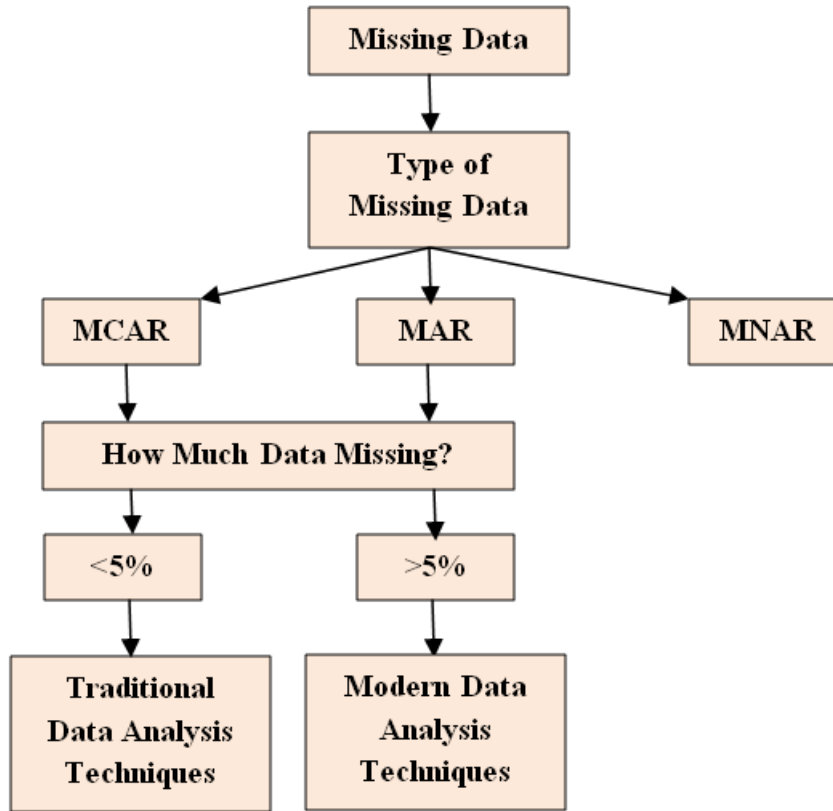 Missing Data
Type of
Missing Data
MCAR
MAR
MNAR
How Much Data Missing?
<5%
>5%
Traditional
Data Analysis
Techniques
Modern Data
Analysis
Techniques